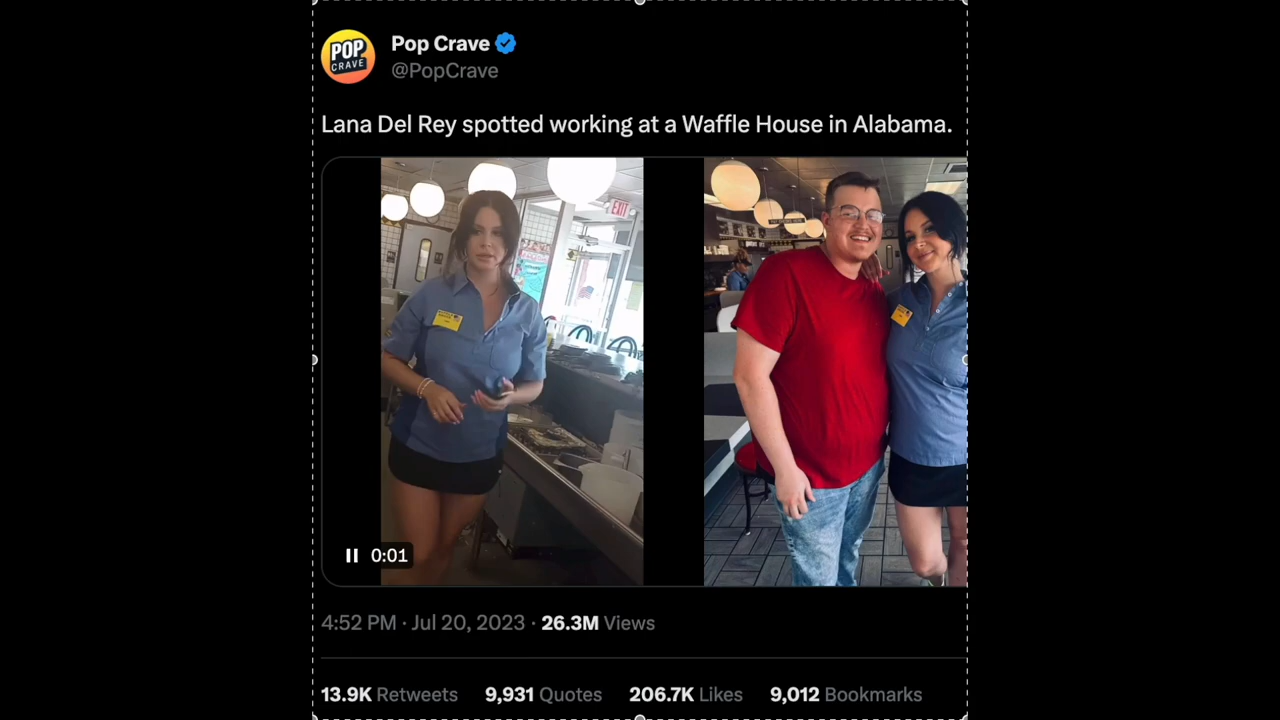 POP
CRAVE
Pop Crave
@PopCrave
Lana Del Rey spotted working at a Waffle House in Alabama.
EXIT
0:01
4:52 PM · Jul 20, 2023 · 26.3M Views
13.9K Retweets 9,931 Quotes 206.7K Likes 9,012 Bookmarks